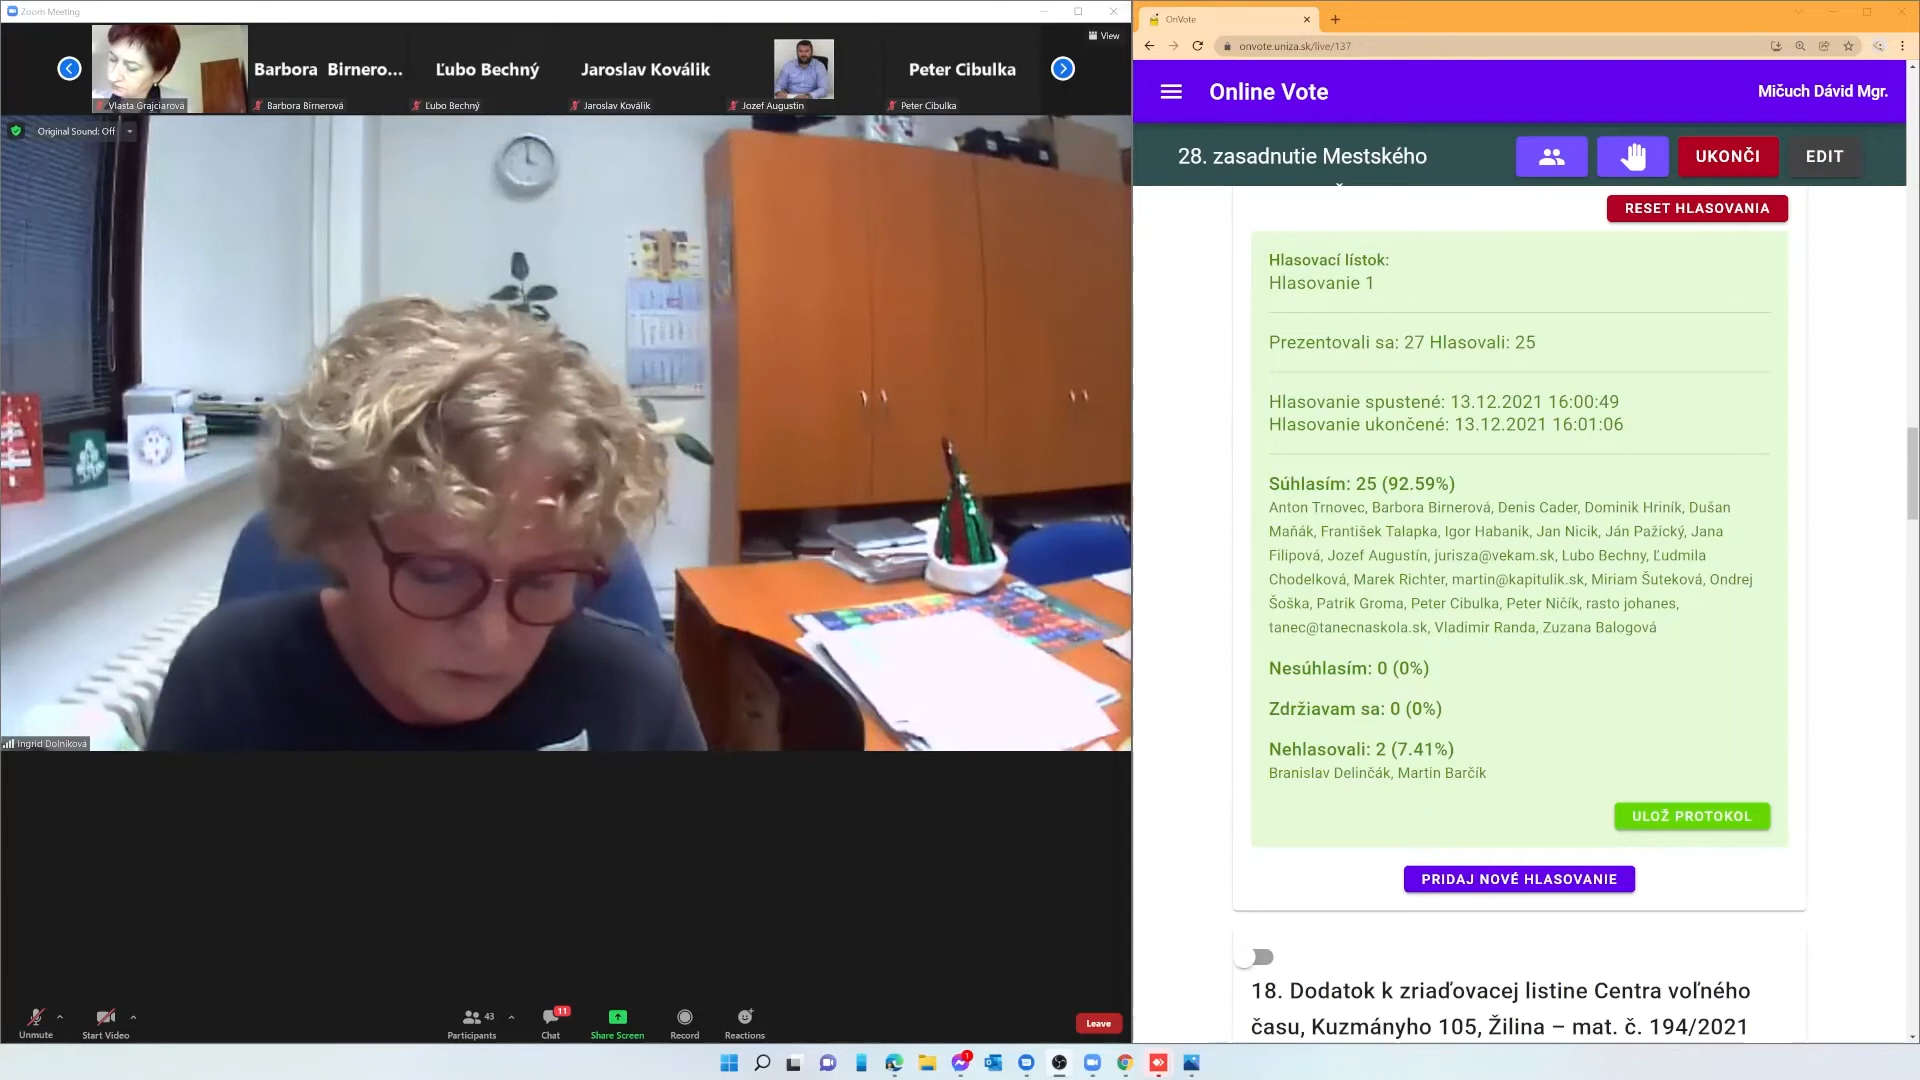 Zoom Meeting
View
Barbora Birnero...
Ľubo Bechný
Jaroslav Koválik
Peter Cibulka
Vlasta Grajciarová
Barbora Birnerová
Ľubo Bechný
Jaroslav Koválik
Jozef Augustin
Peter Cibulka
Original Sound: Off
Ingrid Dolníková
Unmute
Start Video
43
Participants
11
Chat
Share Screen
Record
Reactions
Leave
OnVote
onvote.uniza.sk/live/137
Online Vote
Mičuch Dávid Mgr.
28. zasadnutie Mestského
UKONČI
EDIT
RESET HLASOVANIA
Hlasovací lístok:
Hlasovanie 1
Prezentovali sa: 27 Hlasovali: 25
Hlasovanie spustené: 13.12.2021 16:00:49
Hlasovanie ukončené: 13.12.2021 16:01:06
Súhlasím: 25 (92.59%)
Anton Trnovec, Barbora Birnerová, Denis Cader, Dominik Hriník, Dušan
Maňák, František Talapka, Igor Habanik, Jan Nicik, Ján Pažický, Jana
Filipová, Jozef Augustín, jurisza@vekam.sk, Lubo Bechny, Ľudmila
Chodelková, Marek Richter, martin@kapitulik.sk, Miriam Šuteková, Ondrej
Šoška, Patrik Groma, Peter Cibulka, Peter Ničík, rasto johanes,
tanec@tanecnaskola.sk, Vladimir Randa, Zuzana Balogová
Nesúhlasím: 0 (0%)
Zdržiavam sa: 0 (0%)
Nehlasovali: 2 (7.41%)
Branislav Delinčák, Martin Barčík
ULOŽ PROTOKOL
PRIDAJ NOVÉ HLASOVANIE
18. Dodatok k zriaďovacej listine Centra voľného
času, Kuzmányho 105, Žilina – mat. č. 194/2021
1